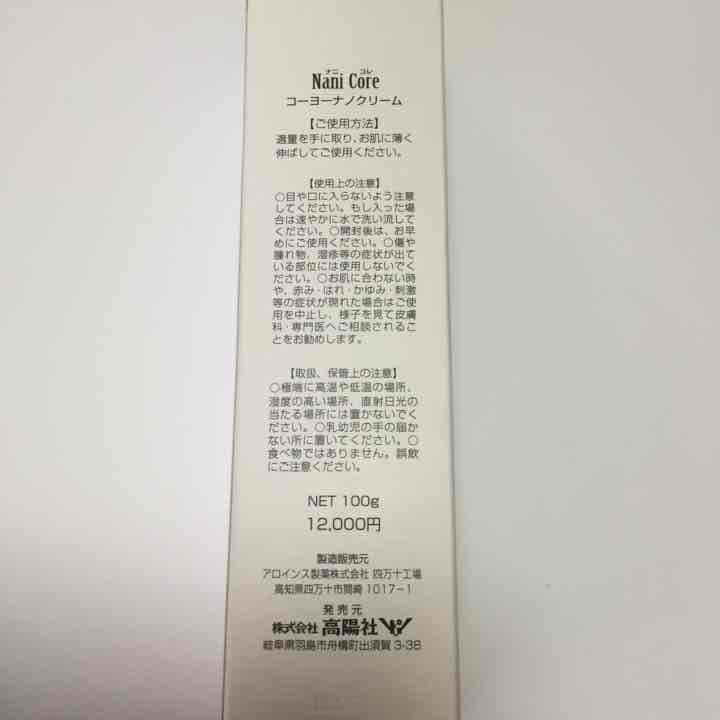 ナニ コレ
Nani Core
コーヨーナノクリーム
【ご使用方法】
適量を手に取り、お肌に薄く
伸ばしてご使用ください。
【使用上の注意】
○目や口に入らないよう注意
してください。もし入った場
合は速やかに水で洗い流して
ください。○開封後は、お早
めにご使用ください。○傷や
腫れ物、湿疹等の症状が出て
いる部位には使用しないでく
ださい。○お肌に合わない時
や、赤み・はれ・かゆみ・刺激
等の症状が現れた場合はご使
用を中止し、様子を見て皮膚
科・専門医へご相談されるこ
とをお勧めします。
【取扱、保管上の注意】
○極端に高温や低温の場所、
湿度の高い場所、直射日光の
当たる場所には置かないでく
ださい。○乳幼児の手の届か
ない所に置いてください。○
食べ物ではありません。誤飲
にご注意ください。
NET 100g
12,000円
製造販売元
アロインス製薬株式会社 四万十工場
高知県四万十市間崎 1017-1
発売元
株式会社 高陽社
岐阜県羽島市舟橋町出須賀 3-38